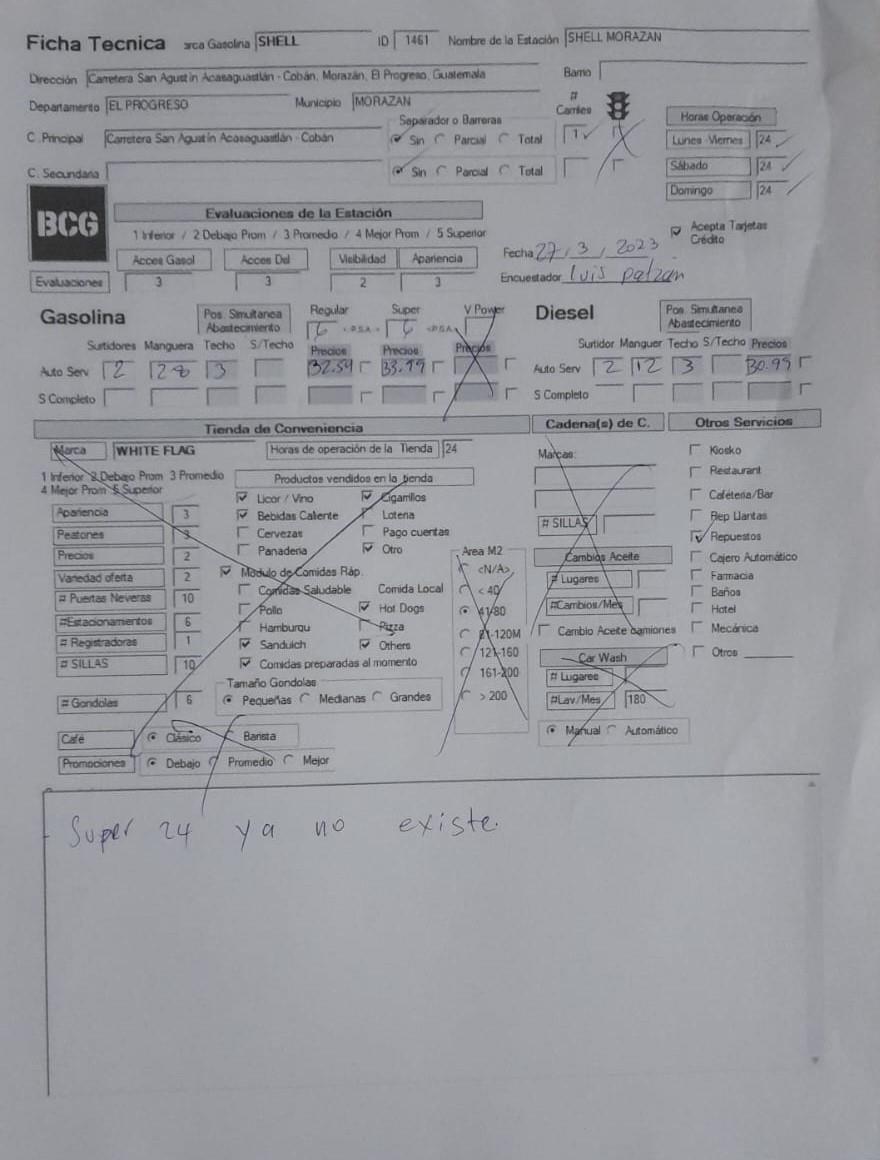 Ficha Tecnica arca Gasolina SHELL ID 1461 Nombre de la Estación SHELL MORAZAN
Dirección Carretera San Agustín Acasaguastlán - Cobán, Morazán, El Progreso, Guatemala Barrio
Departamento EL PROGRESO Municipio MORAZAN # Carriles
Separador o Barreras Horas Operación
C. Principal Carretera San Agustín Acasaguastlán - Cobán Sin Parcial Total 1 Lunes -Viernes 24
C. Secundaria Sin Parcial Total Sábado 24
Domingo 24
BCG
Evaluaciones de la Estación
1 Inferior / 2 Debajo Prom / 3 Promedio / 4 Mejor Prom / 5 Superior
Acepta Tarjetas Crédito
Fecha 27/3/2023
Acces Gasol Acces Dsl Visibilidad Apariencia
Encuestador luis patzan
Evaluaciones 3 3 2 3
Gasolina Pos. Simultanea Abastecimiento Regular 6 <P.S.A.> Super 6 <P.S.A. V Power
Diesel Pos. Simultanea Abastecimiento
Surtidores Manguera Techo S/Techo Precios Precios Precios Surtidor Manguer Techo S/Techo Precios
Auto Serv 2 28 3 33.19 Auto Serv 2 12 3 30.99
S Completo S Completo
Tienda de Conveniencia Cadena(s) de C. Otros Servicios
Marca WHITE FLAG Horas de operación de la Tienda 24 Marcas: Kiosko
1 Inferior 2 Debajo Prom 3 Promedio
4 Mejor Prom 5 Superior
Productos vendidos en la tienda Restaurant
Apariencia 3 Licor / Vino Cigarrillos Cafétería/Bar
Peatones 3 Bebidas Caliente Loteria # SILLAS Rep Llantas
Precios 2 Cervezas Pago cuentas Repuestos
Variedad oferta 2 Panaderia Otro Area M2 Cambios Aceite Cajero Automático
# Puertas Neveras 10 Modulo de Comidas Ráp. <N/A> # Lugares Farmacia
#Estacionamientos 6 Comidas Saludable Comida Local < 40 #Cambios/Mes Baños
# Registradoras 1 Pollo Hot Dogs 41-80 Hotel
# SILLAS 10 Hamburqu Pizza 81-120M Cambio Aceite camiones Mecánica
Sanduich Others 121-160 Car Wash Otros
Comidas preparadas al momento 161-200 # Lugares
Tamaño Gondolas
# Gondolas 6 Pequeñas Medianas Grandes > 200 #Lav/Mes 180
Café Clásico Barista Manual Automático
Promociones Debajo Promedio Mejor
Super 24 ya no existe.